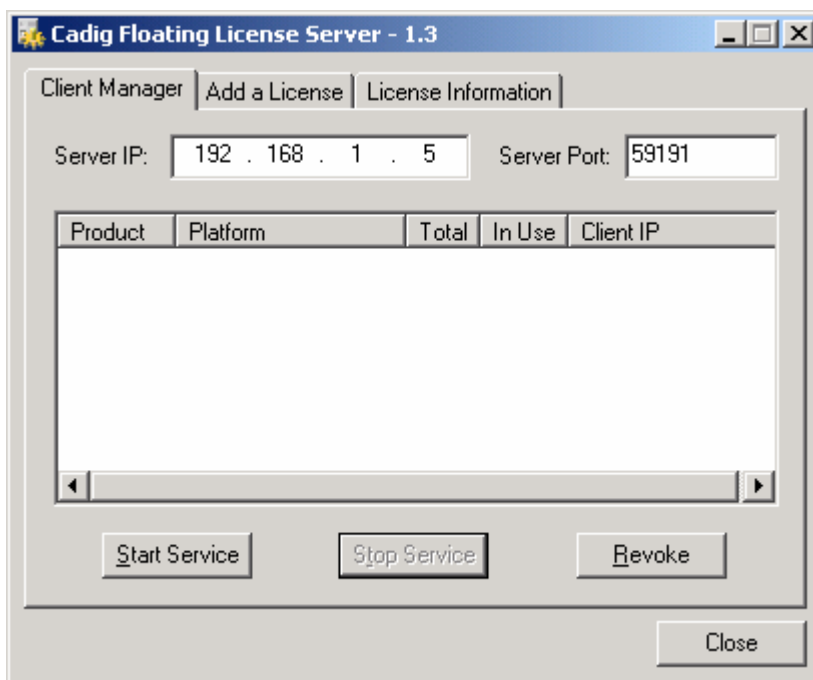 Cadig Floating License Server - 1.3
Client Manager Add a License License Information
Server IP: 192 . 168 . 1 . 5 Server Port: 59191
Product Platform Total In Use Client IP
Start Service Stop Service Revoke
Close